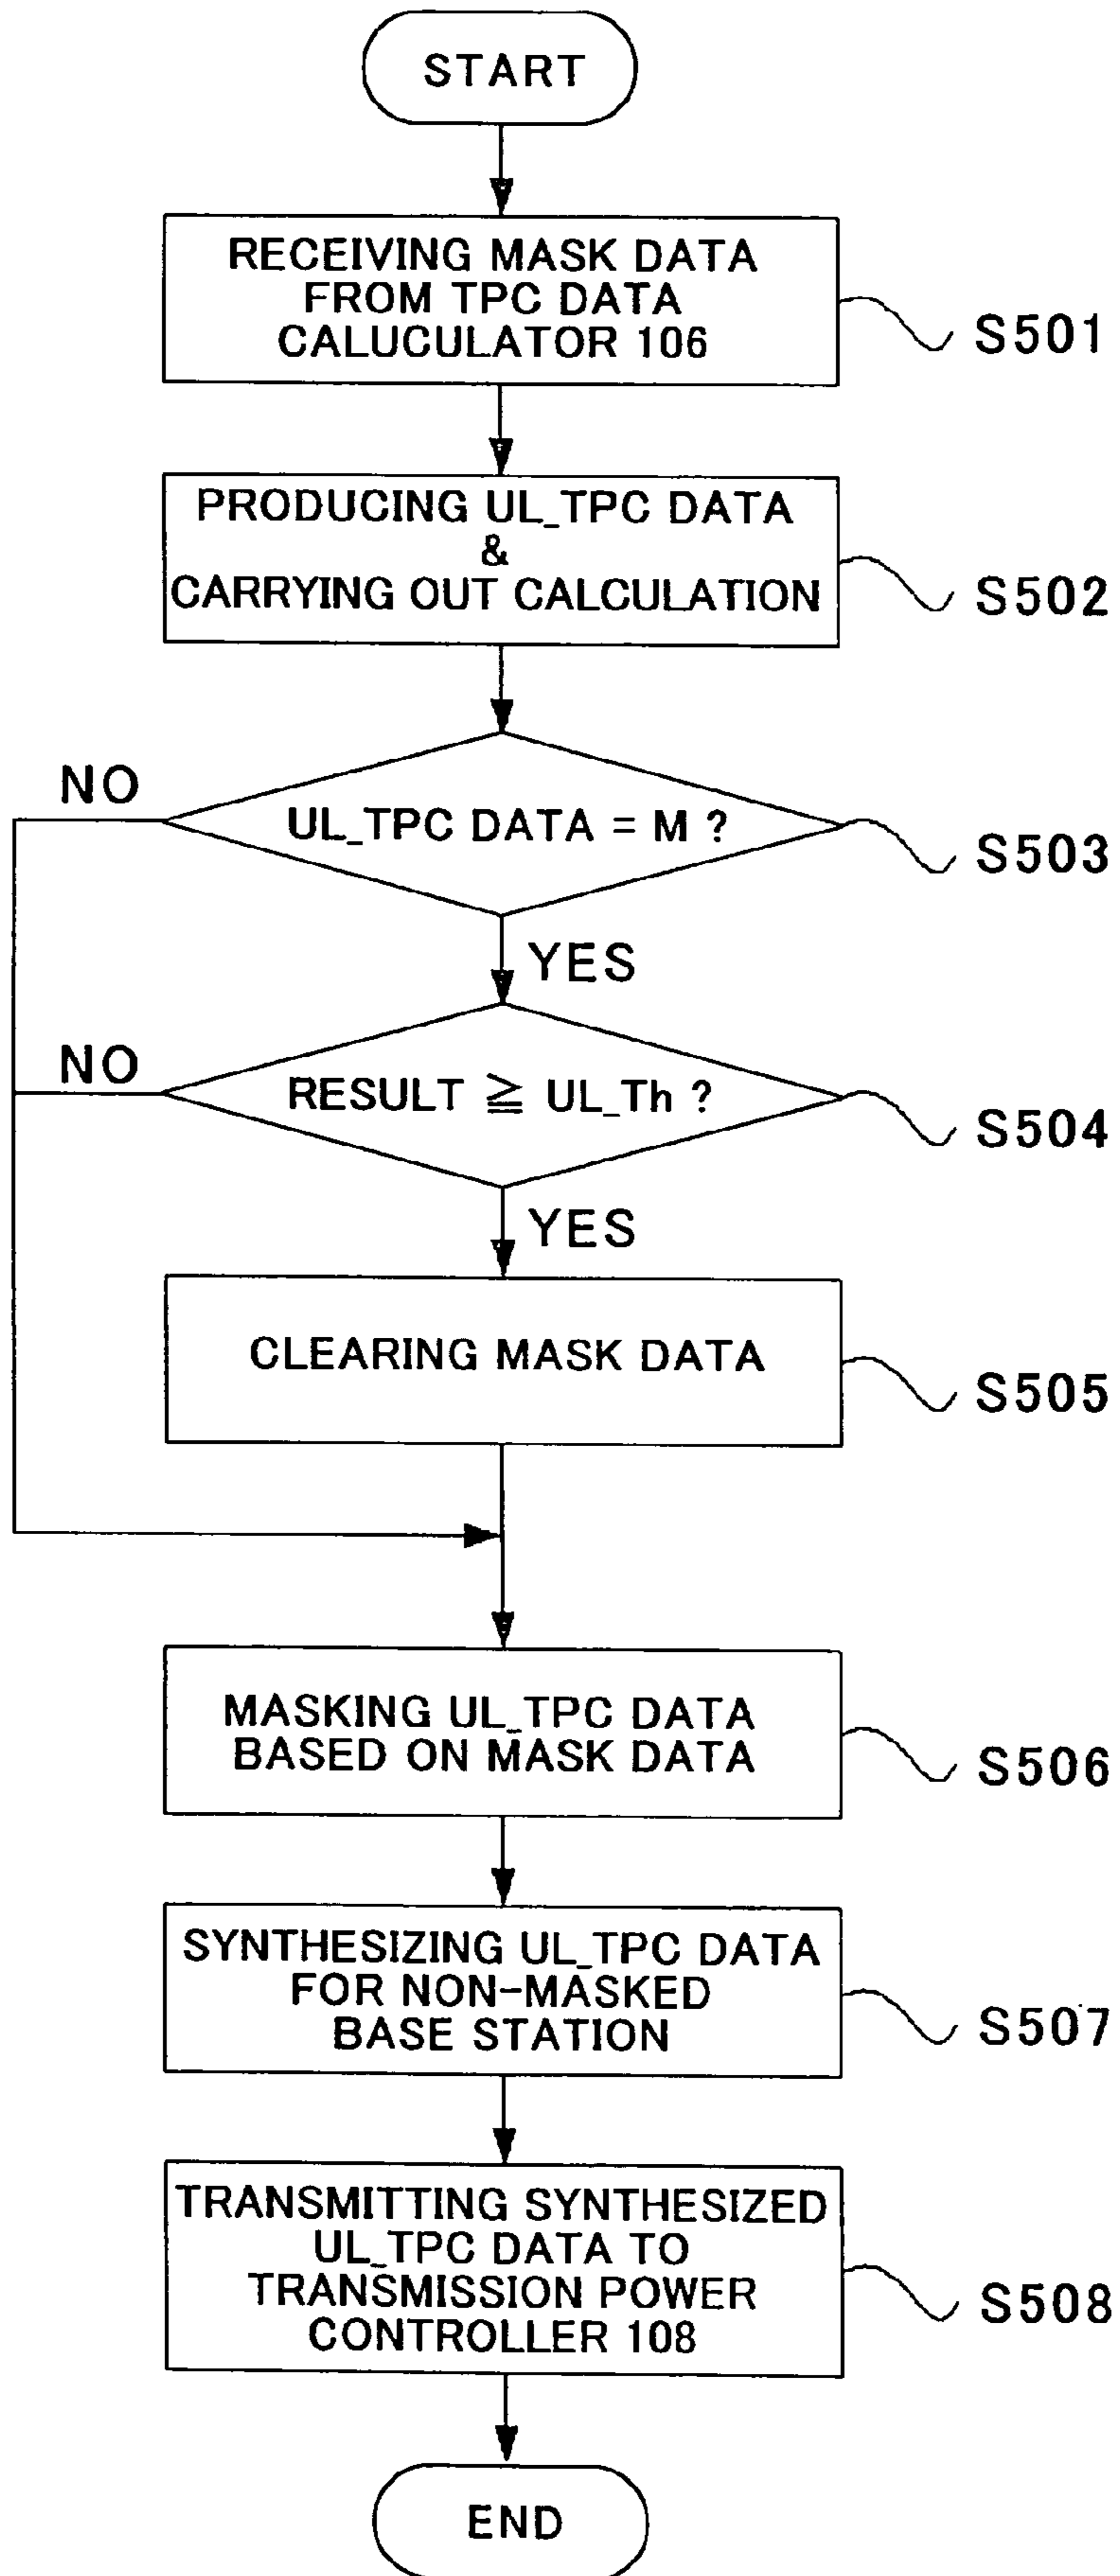 START
RECEIVING MASK DATA
FROM TPC DATA
CALUCULATOR 106
S501
PRODUCING UL_TPC DATA
&
CARRYING OUT CALCULATION
S502
NO
UL_TPC DATA = M ?
S503
YES
NO
RESULT ≧ UL_Th ?
S504
YES
CLEARING MASK DATA
S505
MASKING UL_TPC DATA
BASED ON MASK DATA
S506
SYNTHESIZING UL_TPC DATA
FOR NON-MASKED
BASE STATION
S507
TRANSMITTING SYNTHESIZED
UL_TPC DATA TO
TRANSMISSION POWER
CONTROLLER 108
S508
END